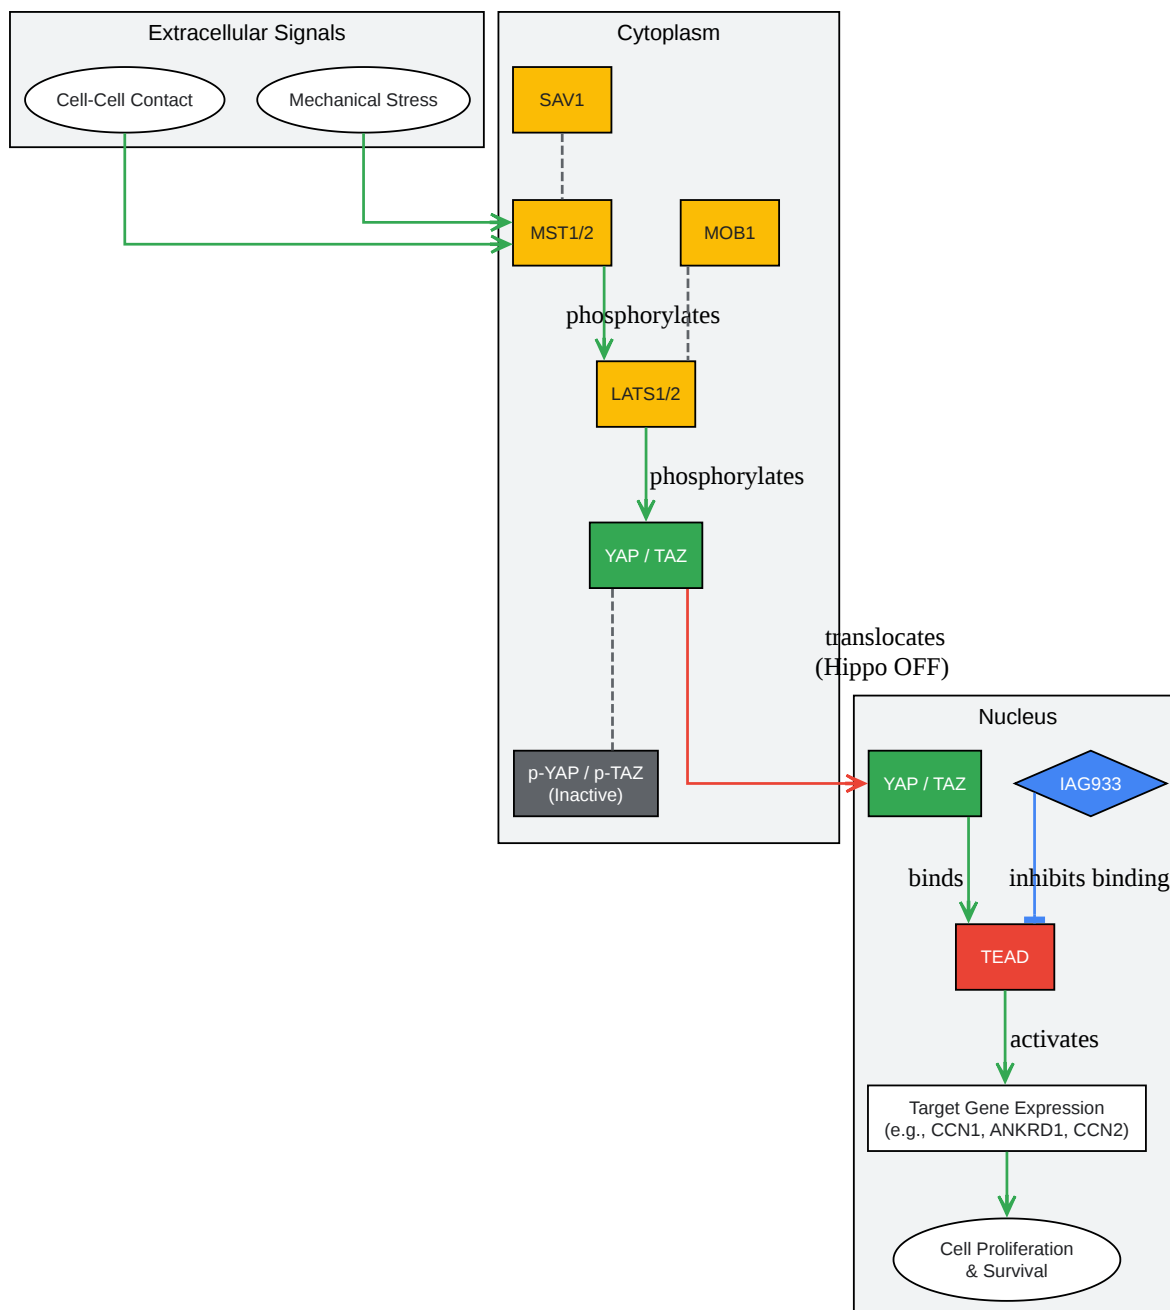 Extracellular Signals
Cytoplasm
Cell-Cell Contact
Mechanical Stress
SAV1
MST1/2
MOB1
phosphorylates
LATS1/2
phosphorylates
YAP / TAZ
translocates
(Hippo OFF)
Nucleus
p-YAP / p-TAZ
(Inactive)
YAP / TAZ
IAG933
binds
inhibits binding
TEAD
activates
Target Gene Expression
(e.g., CCN1, ANKRD1, CCN2)
Cell Proliferation
& Survival